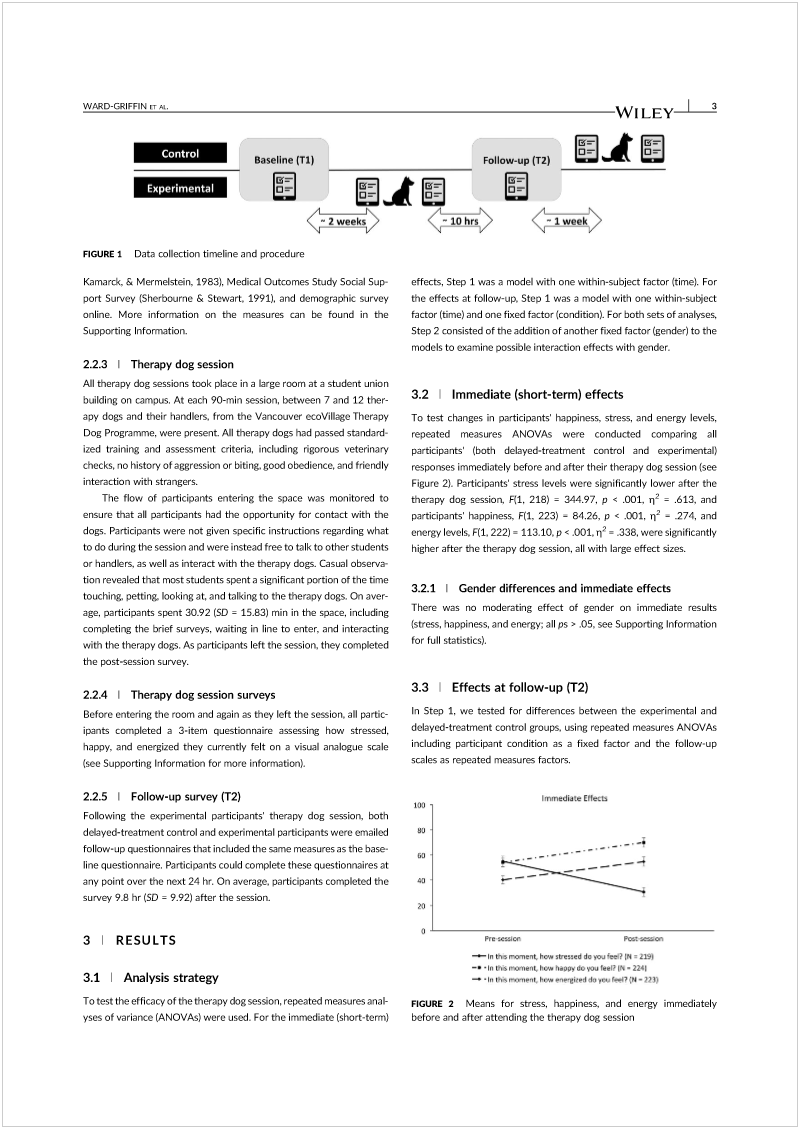 WARD-GRIFFIN ET AL.
WILEY
3
Control
Experimental
Baseline (T1)
Follow-up (T2)
~ 2 weeks
~ 10 hrs
~ 1 week
FIGURE 1 Data collection timeline and procedure
Kamarck, & Mermelstein, 1983), Medical Outcomes Study Social Sup-
port Survey (Sherbourne & Stewart, 1991), and demographic survey
online. More information on the measures can be found in the
Supporting Information.
2.2.3 | Therapy dog session
All therapy dog sessions took place in a large room at a student union
building on campus. At each 90-min session, between 7 and 12 ther-
apy dogs and their handlers, from the Vancouver ecoVillage Therapy
Dog Programme, were present. All therapy dogs had passed standard-
ized training and assessment criteria, including rigorous veterinary
checks, no history of aggression or biting, good obedience, and friendly
interaction with strangers.
The flow of participants entering the space was monitored to
ensure that all participants had the opportunity for contact with the
dogs. Participants were not given specific instructions regarding what
to do during the session and were instead free to talk to other students
or handlers, as well as interact with the therapy dogs. Casual observa-
tion revealed that most students spent a significant portion of the time
touching, petting, looking at, and talking to the therapy dogs. On aver-
age, participants spent 30.92 (SD = 15.83) min in the space, including
completing the brief surveys, waiting in line to enter, and interacting
with the therapy dogs. As participants left the session, they completed
the post-session survey.
2.2.4 | Therapy dog session surveys
Before entering the room and again as they left the session, all partic-
ipants completed a 3-item questionnaire assessing how stressed,
happy, and energized they currently felt on a visual analogue scale
(see Supporting Information for more information).
2.2.5 | Follow-up survey (T2)
Following the experimental participants' therapy dog session, both
delayed-treatment control and experimental participants were emailed
follow-up questionnaires that included the same measures as the base-
line questionnaire. Participants could complete these questionnaires at
any point over the next 24 hr. On average, participants completed the
survey 9.8 hr (SD = 9.92) after the session.
3 | RESULTS
3.1 | Analysis strategy
To test the efficacy of the therapy dog session, repeated measures anal-
yses of variance (ANOVAs) were used. For the immediate (short-term)
effects, Step 1 was a model with one within-subject factor (time). For
the effects at follow-up, Step 1 was a model with one within-subject
factor (time) and one fixed factor (condition). For both sets of analyses,
Step 2 consisted of the addition of another fixed factor (gender) to the
models to examine possible interaction effects with gender.
3.2 | Immediate (short-term) effects
To test changes in participants' happiness, stress, and energy levels,
repeated measures ANOVAs were conducted comparing all
participants' (both delayed-treatment control and experimental)
responses immediately before and after their therapy dog session (see
Figure 2). Participants' stress levels were significantly lower after the
therapy dog session, F(1, 218) = 344.97, p < .001, η² = .613, and
participants' happiness, F(1, 223) = 84.26, p < .001, η² = .274, and
energy levels, F(1, 222) = 113.10, p < .001, η² = .338, were significantly
higher after the therapy dog session, all with large effect sizes.
3.2.1 | Gender differences and immediate effects
There was no moderating effect of gender on immediate results
(stress, happiness, and energy; all ps > .05, see Supporting Information
for full statistics).
3.3 | Effects at follow-up (T2)
In Step 1, we tested for differences between the experimental and
delayed-treatment control groups, using repeated measures ANOVAs
including participant condition as a fixed factor and the follow-up
scales as repeated measures factors.
Immediate Effects
100
80
60
40
20
0
Pre-session
Post-session
In this moment, how stressed do you feel? (N = 219)
In this moment, how happy do you feel? (N = 224)
In this moment, how energized do you feel? (N = 223)
FIGURE 2 Means for stress, happiness, and energy immediately
before and after attending the therapy dog session